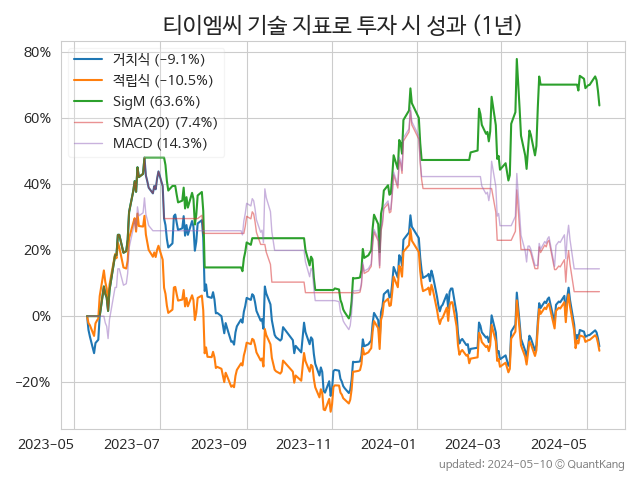 티이엠씨 기술 지표로 투자 시 성과 (1년)
80%
60%
40%
20%
0%
−20%
거치식 (−9.1%)
적립식 (−10.5%)
SigM (63.6%)
SMA(20) (7.4%)
MACD (14.3%)
2023-05 2023-07 2023-09 2023-11 2024-01 2024-03 2024-05
updated: 2024-05-10 © QuantKang